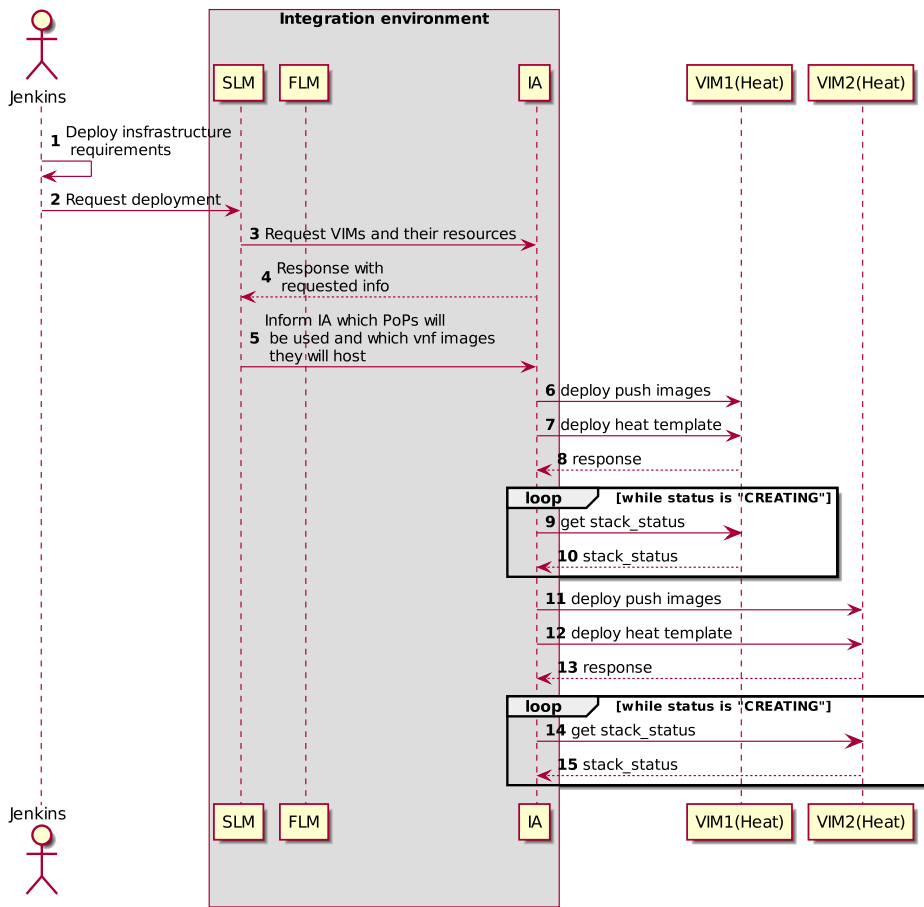 Integration environment
Jenkins
SLM
FLM
IA
VIM1(Heat)
VIM2(Heat)
1 Deploy insfrastructure
requirements
2 Request deployment
3 Request VIMs and their resources
4 Response with
requested info
5 Inform IA which PoPs will
be used and which vnf images
they will host
6 deploy push images
7 deploy heat template
8 response
loop [while status is "CREATING"]
9 get stack_status
10 stack_status
11 deploy push images
12 deploy heat template
13 response
loop [while status is "CREATING"]
14 get stack_status
15 stack_status
Jenkins
SLM
FLM
IA
VIM1(Heat)
VIM2(Heat)